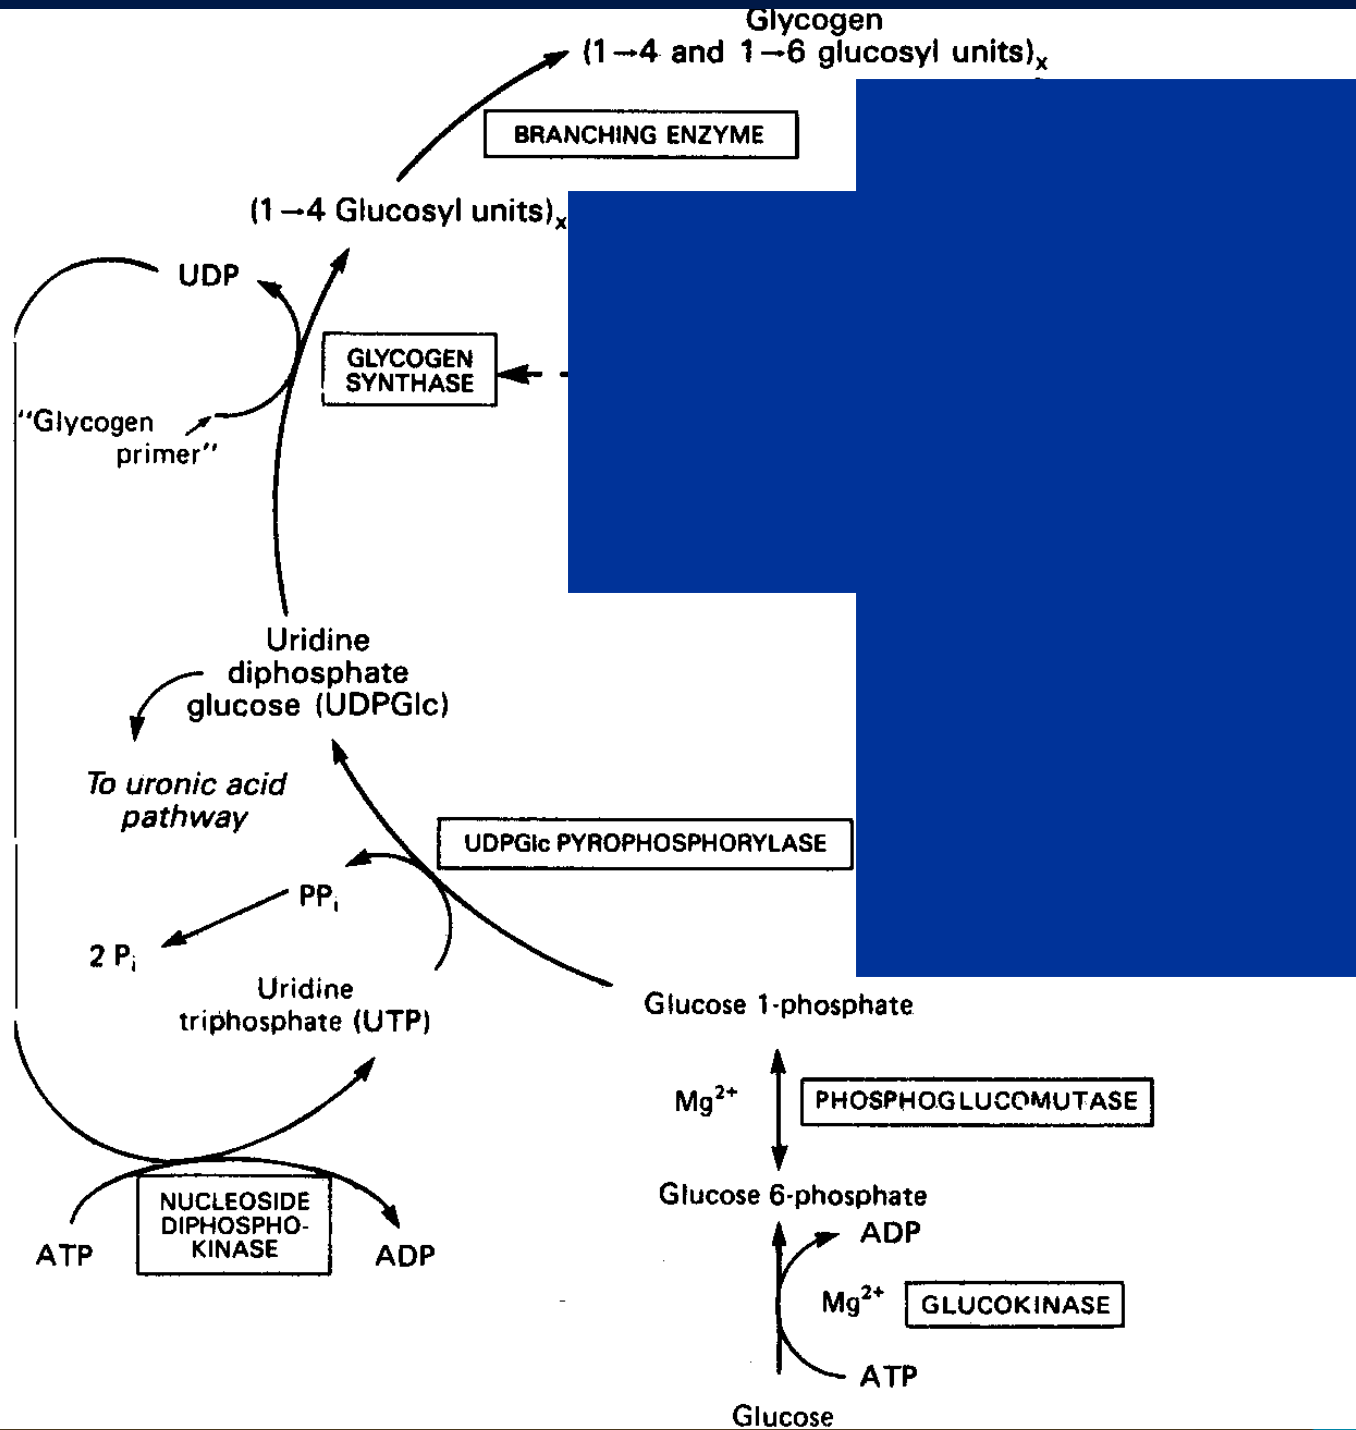 Glycogen
(1→4 and 1→6 glucosyl units)x
BRANCHING ENZYME
(1→4 Glucosyl units)x
UDP
GLYCOGEN
SYNTHASE
"Glycogen
primer"
Uridine
diphosphate
glucose (UDPGlc)
To uronic acid
pathway
UDPGlc PYROPHOSPHORYLASE
PPi
2 Pi
Uridine
triphosphate (UTP)
Glucose 1-phosphate
Mg2+
PHOSPHOGLUCOMUTASE
Glucose 6-phosphate
NUCLEOSIDE
DIPHOSPHO-
KINASE
ATP
ADP
ADP
Mg2+
GLUCOKINASE
ATP
Glucose